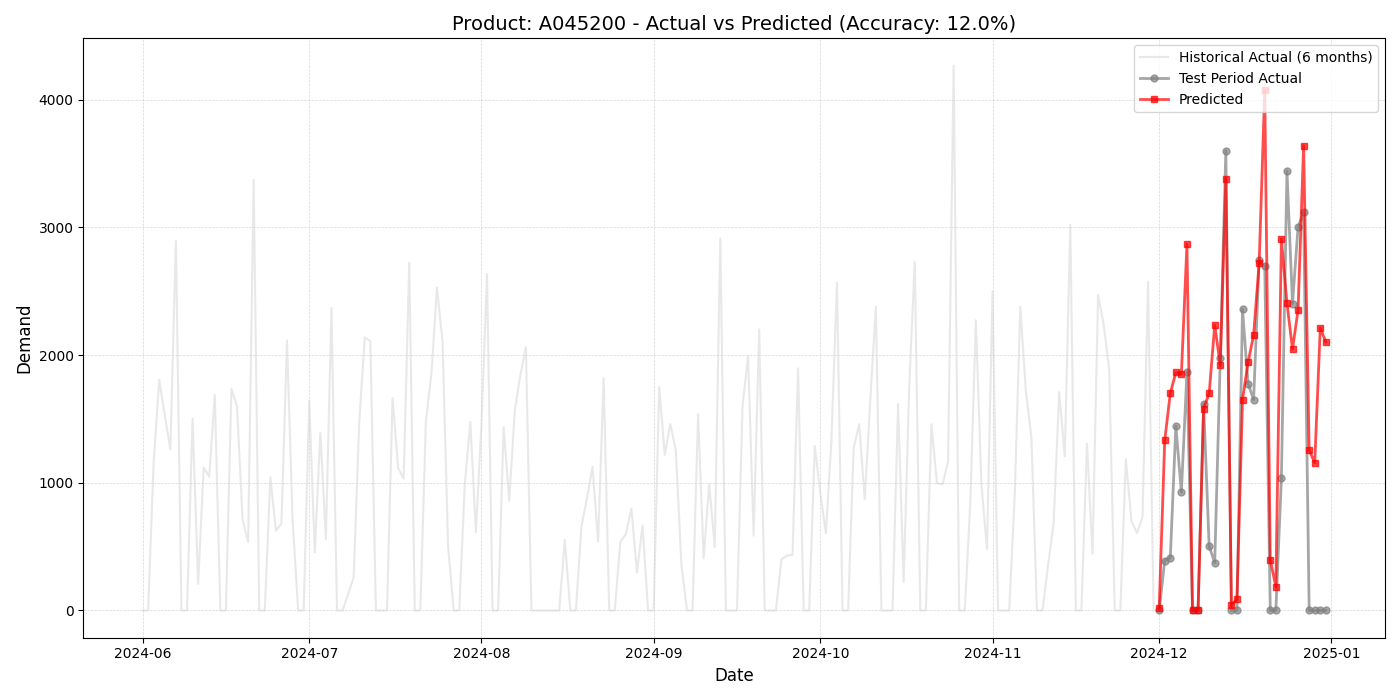 Product: A045200 - Actual vs Predicted (Accuracy: 12.0%)
Historical Actual (6 months)
Test Period Actual
Predicted
Demand
4000
3000
2000
1000
0
2024-06
2024-07
2024-08
2024-09
2024-10
2024-11
2024-12
2025-01
Date